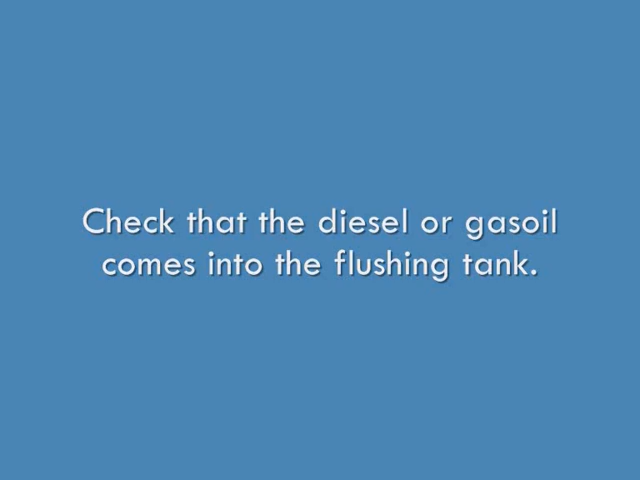 Check that the diesel or gasoil
comes into the flushing tank.